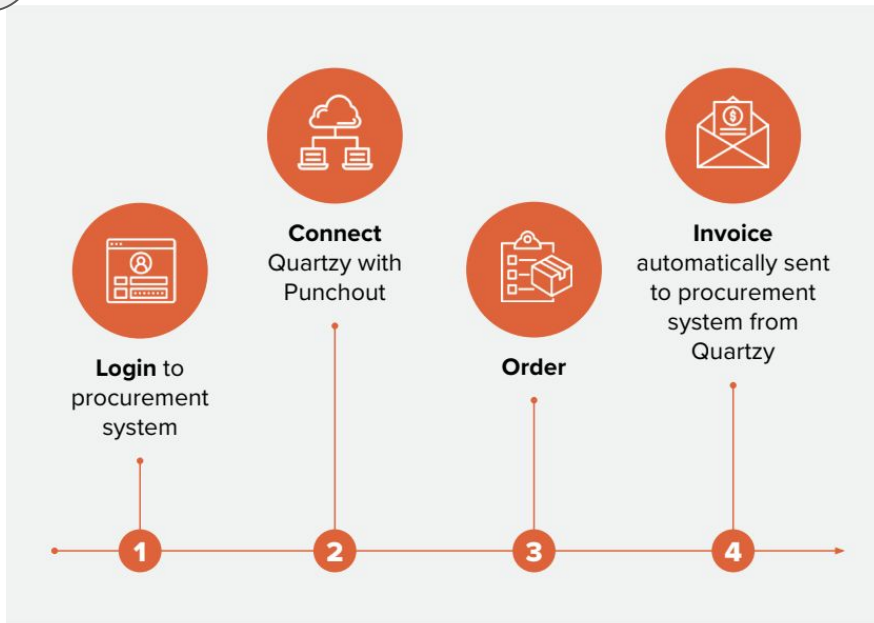 Login to
procurement
system
Connect
Quartzy with
Punchout
Order
Invoice
automatically sent
to procurement
system from
Quartzy
1
2
3
4